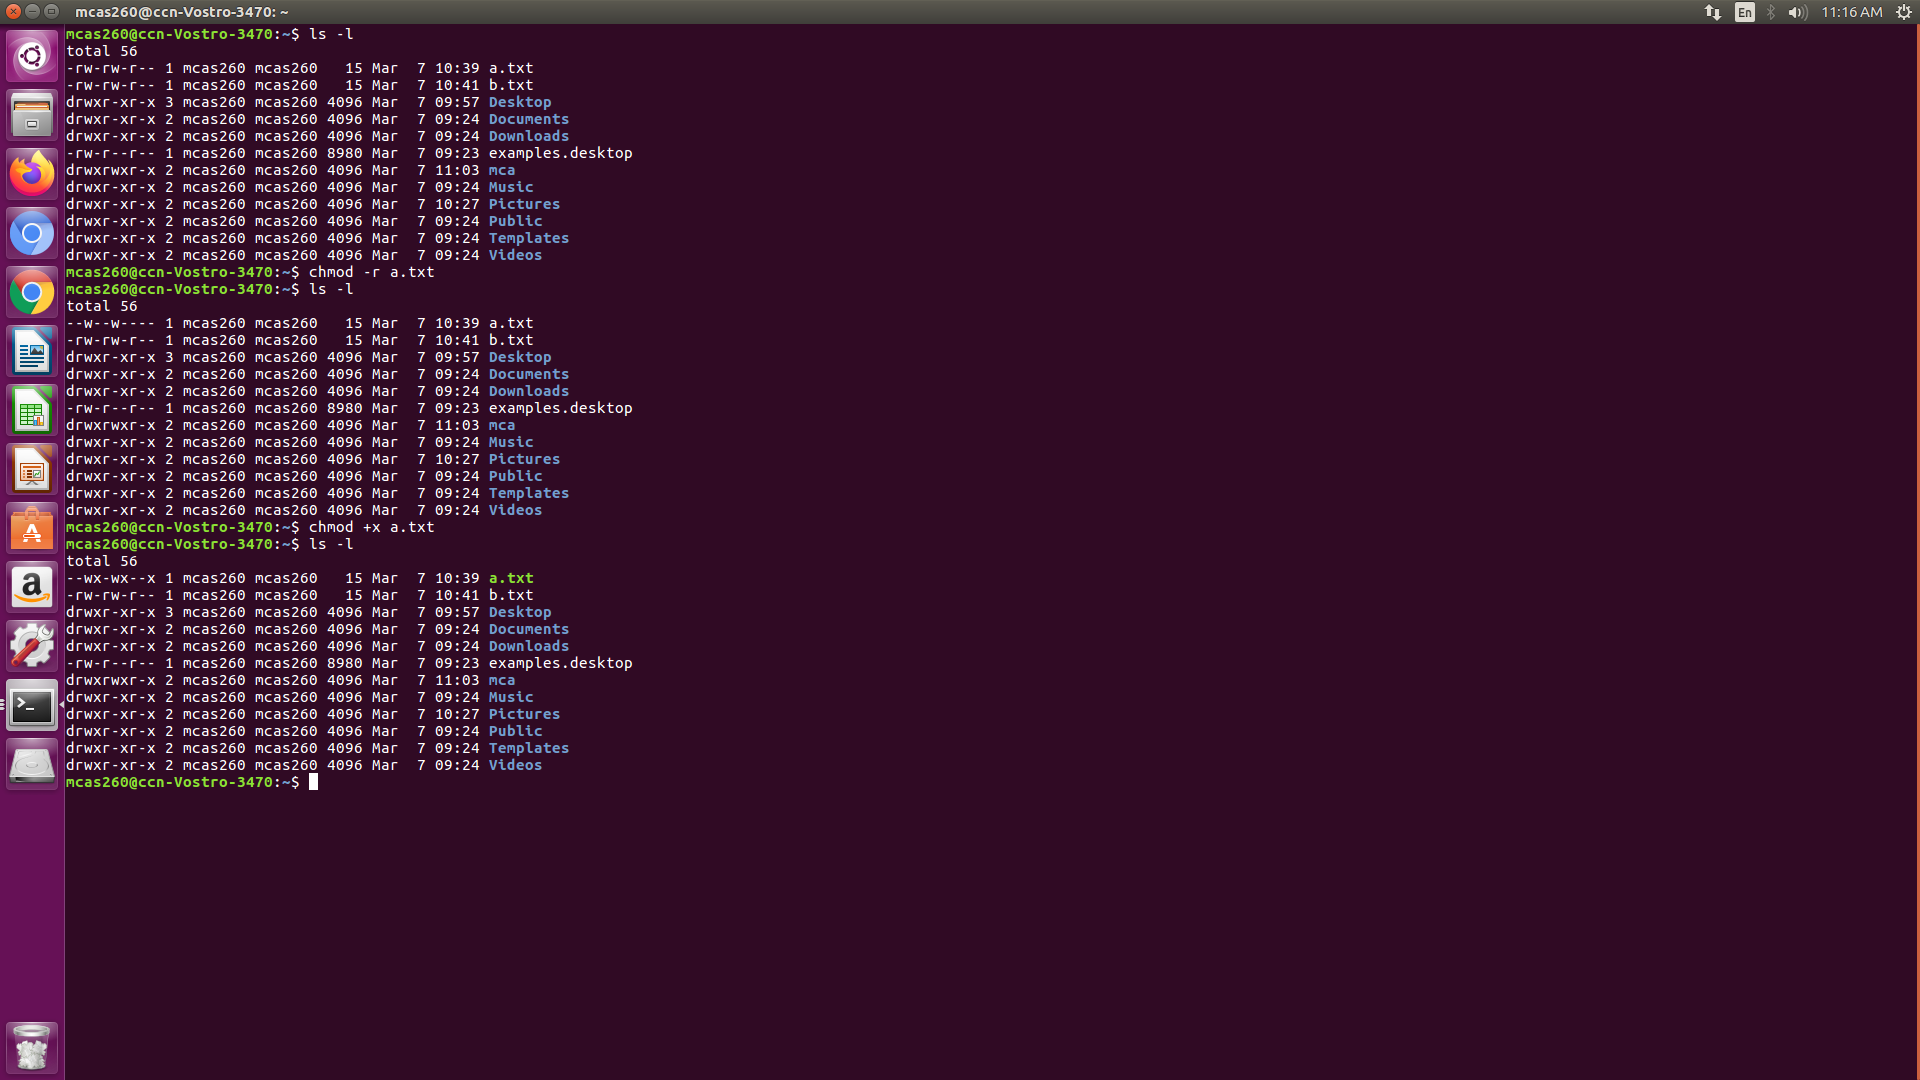 mcas260@ccn-Vostro-3470: ~
En
11:16 AM
mcas260@ccn-Vostro-3470:~$ ls -l
total 56
-rw-rw-r-- 1 mcas260 mcas260   15 Mar  7 10:39 a.txt
-rw-rw-r-- 1 mcas260 mcas260   15 Mar  7 10:41 b.txt
drwxr-xr-x 3 mcas260 mcas260 4096 Mar  7 09:57 Desktop
drwxr-xr-x 2 mcas260 mcas260 4096 Mar  7 09:24 Documents
drwxr-xr-x 2 mcas260 mcas260 4096 Mar  7 09:24 Downloads
-rw-r--r-- 1 mcas260 mcas260 8980 Mar  7 09:23 examples.desktop
drwxrwxr-x 2 mcas260 mcas260 4096 Mar  7 11:03 mca
drwxr-xr-x 2 mcas260 mcas260 4096 Mar  7 09:24 Music
drwxr-xr-x 2 mcas260 mcas260 4096 Mar  7 10:27 Pictures
drwxr-xr-x 2 mcas260 mcas260 4096 Mar  7 09:24 Public
drwxr-xr-x 2 mcas260 mcas260 4096 Mar  7 09:24 Templates
drwxr-xr-x 2 mcas260 mcas260 4096 Mar  7 09:24 Videos
mcas260@ccn-Vostro-3470:~$ chmod -r a.txt
mcas260@ccn-Vostro-3470:~$ ls -l
total 56
--w--w---- 1 mcas260 mcas260   15 Mar  7 10:39 a.txt
-rw-rw-r-- 1 mcas260 mcas260   15 Mar  7 10:41 b.txt
drwxr-xr-x 3 mcas260 mcas260 4096 Mar  7 09:57 Desktop
drwxr-xr-x 2 mcas260 mcas260 4096 Mar  7 09:24 Documents
drwxr-xr-x 2 mcas260 mcas260 4096 Mar  7 09:24 Downloads
-rw-r--r-- 1 mcas260 mcas260 8980 Mar  7 09:23 examples.desktop
drwxrwxr-x 2 mcas260 mcas260 4096 Mar  7 11:03 mca
drwxr-xr-x 2 mcas260 mcas260 4096 Mar  7 09:24 Music
drwxr-xr-x 2 mcas260 mcas260 4096 Mar  7 10:27 Pictures
drwxr-xr-x 2 mcas260 mcas260 4096 Mar  7 09:24 Public
drwxr-xr-x 2 mcas260 mcas260 4096 Mar  7 09:24 Templates
drwxr-xr-x 2 mcas260 mcas260 4096 Mar  7 09:24 Videos
mcas260@ccn-Vostro-3470:~$ chmod +x a.txt
mcas260@ccn-Vostro-3470:~$ ls -l
total 56
--wx-wx--x 1 mcas260 mcas260   15 Mar  7 10:39 a.txt
-rw-rw-r-- 1 mcas260 mcas260   15 Mar  7 10:41 b.txt
drwxr-xr-x 3 mcas260 mcas260 4096 Mar  7 09:57 Desktop
drwxr-xr-x 2 mcas260 mcas260 4096 Mar  7 09:24 Documents
drwxr-xr-x 2 mcas260 mcas260 4096 Mar  7 09:24 Downloads
-rw-r--r-- 1 mcas260 mcas260 8980 Mar  7 09:23 examples.desktop
drwxrwxr-x 2 mcas260 mcas260 4096 Mar  7 11:03 mca
drwxr-xr-x 2 mcas260 mcas260 4096 Mar  7 09:24 Music
drwxr-xr-x 2 mcas260 mcas260 4096 Mar  7 10:27 Pictures
drwxr-xr-x 2 mcas260 mcas260 4096 Mar  7 09:24 Public
drwxr-xr-x 2 mcas260 mcas260 4096 Mar  7 09:24 Templates
drwxr-xr-x 2 mcas260 mcas260 4096 Mar  7 09:24 Videos
mcas260@ccn-Vostro-3470:~$